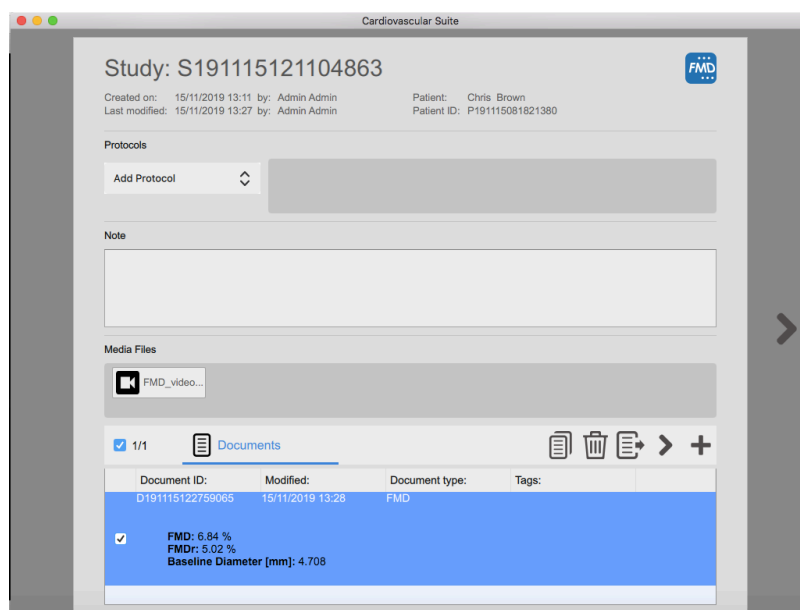 Cardiovascular Suite
Study: S191115121104863
FMD
Created on: 15/11/2019 13:11 by: Admin Admin
Patient: Chris Brown
Last modified: 15/11/2019 13:27 by: Admin Admin
Patient ID: P191115081821380
Protocols
Add Protocol
Note
Media Files
FMD_video...
1/1
Documents
Document ID: Modified: Document type: Tags:
D191115122759065 15/11/2019 13:28 FMD
FMD: 6.84 %
FMDr: 5.02 %
Baseline Diameter [mm]: 4.708